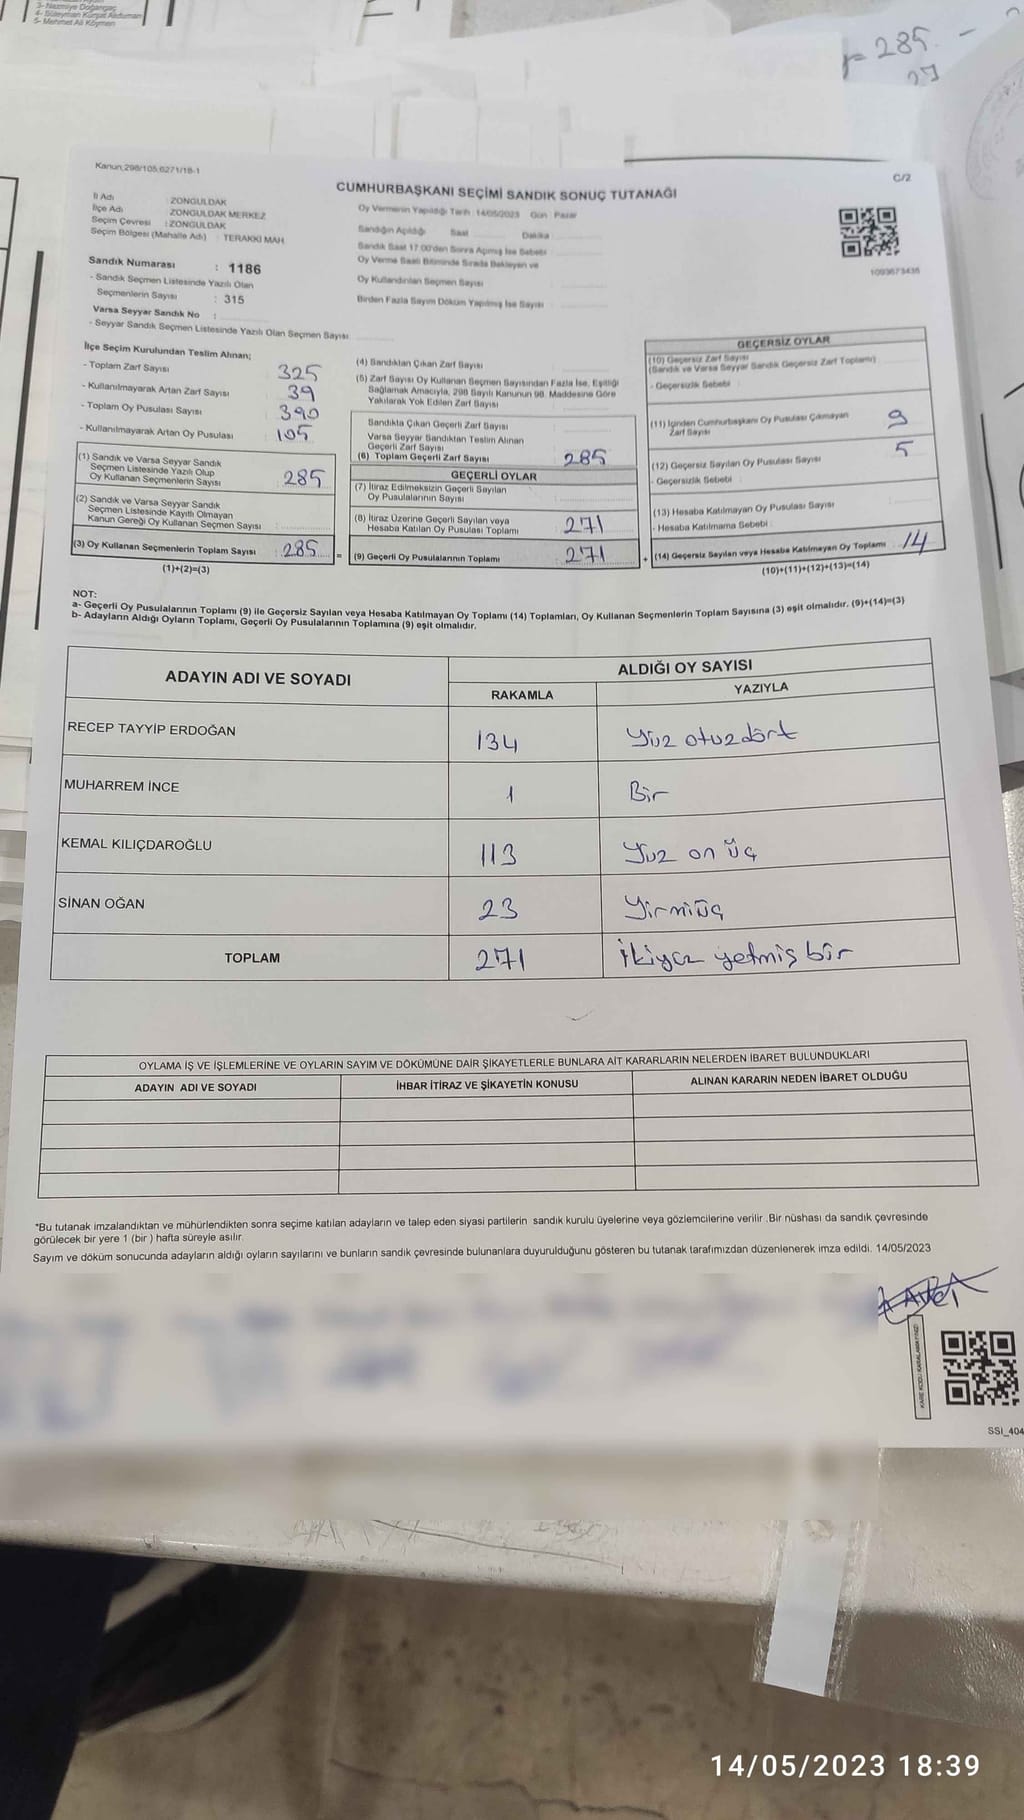 3- Nazmiye Doğangaç
4- Süleyman Kürşat Akduman
5- Mehmet Ali Köymen
= 285 -
27
Kanun;298/105;6271/18-1
C/2
CUMHURBAŞKANI SEÇİMİ SANDIK SONUÇ TUTANAĞI
İl Adı : ZONGULDAK
İlçe Adı : ZONGULDAK MERKEZ
Seçim Çevresi : ZONGULDAK
Seçim Bölgesi (Mahalle Adı) : TERAKKİ MAH.
Sandık Numarası : 1186
- Sandık Seçmen Listesinde Yazılı Olan
Seçmenlerin Sayısı : 315
Varsa Seyyar Sandık No :
- Seyyar Sandık Seçmen Listesinde Yazılı Olan Seçmen Sayısı
Oy Vermenin Yapıldığı Tarih : 14/05/2023 Gün : Pazar
Sandığın Açıldığı Saat Dakika
Sandık Saat 17.00'den Sonra Açılmış İse Sebebi
Oy Verme Saati Bitiminde Sırada Bekleyen ve
Oy Kullandırılan Seçmen Sayısı
Birden Fazla Sayım Döküm Yapılmış İse Sayısı
1093673435
İlçe Seçim Kurulundan Teslim Alınan;
- Toplam Zarf Sayısı 325
- Kullanılmayarak Artan Zarf Sayısı 39
- Toplam Oy Pusulası Sayısı 390
- Kullanılmayarak Artan Oy Pusulası 105
(1) Sandık ve Varsa Seyyar Sandık
Seçmen Listesinde Yazılı Olup
Oy Kullanan Seçmenlerin Sayısı 285
(2) Sandık ve Varsa Seyyar Sandık
Seçmen Listesinde Kayıtlı Olmayan
Kanun Gereği Oy Kullanan Seçmen Sayısı
(3) Oy Kullanan Seçmenlerin Toplam Sayısı 285 =
(1)+(2)=(3)
(4) Sandıktan Çıkan Zarf Sayısı
(5) Zarf Sayısı Oy Kullanan Seçmen Sayısından Fazla İse, Eşitliği
Sağlamak Amacıyla, 298 Sayılı Kanunun 98. Maddesine Göre
Yakılarak Yok Edilen Zarf Sayısı
Sandıkta Çıkan Geçerli Zarf Sayısı
Varsa Seyyar Sandıktan Teslim Alınan
Geçerli Zarf Sayısı
(6) Toplam Geçerli Zarf Sayısı 285
GEÇERLİ OYLAR
(7) İtiraz Edilmeksizin Geçerli Sayılan
Oy Pusulalarının Sayısı
(8) İtiraz Üzerine Geçerli Sayılan veya
Hesaba Katılan Oy Pusulası Toplamı 271
(9) Geçerli Oy Pusulalarının Toplamı 271 +
GEÇERSİZ OYLAR
(10) Geçersiz Zarf Sayısı
(Sandık ve Varsa Seyyar Sandık Geçersiz Zarf Toplamı)
- Geçersizlik Sebebi
(11) İçinden Cumhurbaşkanı Oy Pusulası Çıkmayan
Zarf Sayısı 9
(12) Geçersiz Sayılan Oy Pusulası Sayısı 5
- Geçersizlik Sebebi
(13) Hesaba Katılmayan Oy Pusulası Sayısı
- Hesaba Katılmama Sebebi
(14) Geçersiz Sayılan veya Hesaba Katılmayan Oy Toplamı 14
(10)+(11)+(12)+(13)=(14)
NOT:
a- Geçerli Oy Pusulalarının Toplamı (9) ile Geçersiz Sayılan veya Hesaba Katılmayan Oy Toplamı (14) Toplamları, Oy Kullanan Seçmenlerin Toplam Sayısına (3) eşit olmalıdır. (9)+(14)=(3)
b- Adayların Aldığı Oyların Toplamı, Geçerli Oy Pusulalarının Toplamına (9) eşit olmalıdır.
ADAYIN ADI VE SOYADI
ALDIĞI OY SAYISI
RAKAMLA YAZIYLA
RECEP TAYYİP ERDOĞAN 134 Yüz otuzdört
MUHARREM İNCE 1 Bir
KEMAL KILIÇDAROĞLU 113 Yüz on üç
SİNAN OĞAN 23 Yirmiüç
TOPLAM 271 İkiyüz yetmiş bir
OYLAMA İŞ VE İŞLEMLERİNE VE OYLARIN SAYIM VE DÖKÜMÜNE DAİR ŞİKAYETLERLE BUNLARA AİT KARARLARIN NELERDEN İBARET BULUNDUKLARI
ADAYIN ADI VE SOYADI İHBAR İTİRAZ VE ŞİKAYETİN KONUSU ALINAN KARARIN NEDEN İBARET OLDUĞU
*Bu tutanak imzalandıktan ve mühürlendikten sonra seçime katılan adayların ve talep eden siyasi partilerin sandık kurulu üyelerine veya gözlemcilerine verilir .Bir nüshası da sandık çevresinde
görülecek bir yere 1 (bir ) hafta süreyle asılır.
Sayım ve döküm sonucunda adayların aldığı oyların sayılarını ve bunların sandık çevresinde bulunanlara duyurulduğunu gösteren bu tutanak tarafımızdan düzenlenerek imza edildi. 14/05/2023
KARE KODU KARALAMAYINIZ!
SSI_404
14/05/2023 18:39